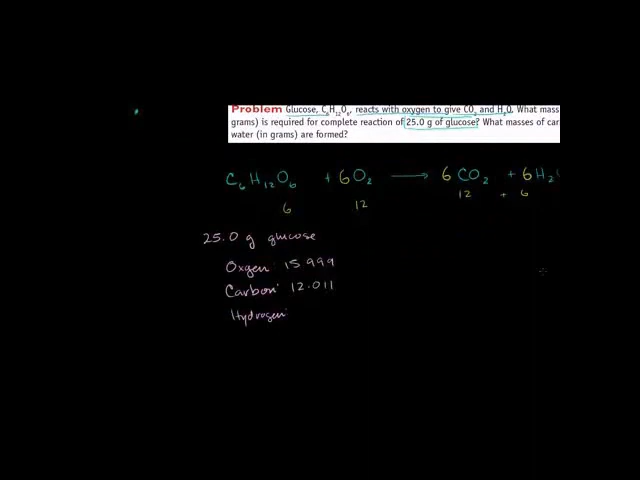 Problem Glucose, C6H12O6, reacts with oxygen to give CO2 and H2O. What mass
grams) is required for complete reaction of 25.0 g of glucose? What masses of car
water (in grams) are formed?
C6H12O6 + 6O2 → 6CO2 + 6H2
6 12 12 + 6
25.0 g glucose
Oxgen: 15.999
Carbon: 12.011
Hydrogen: